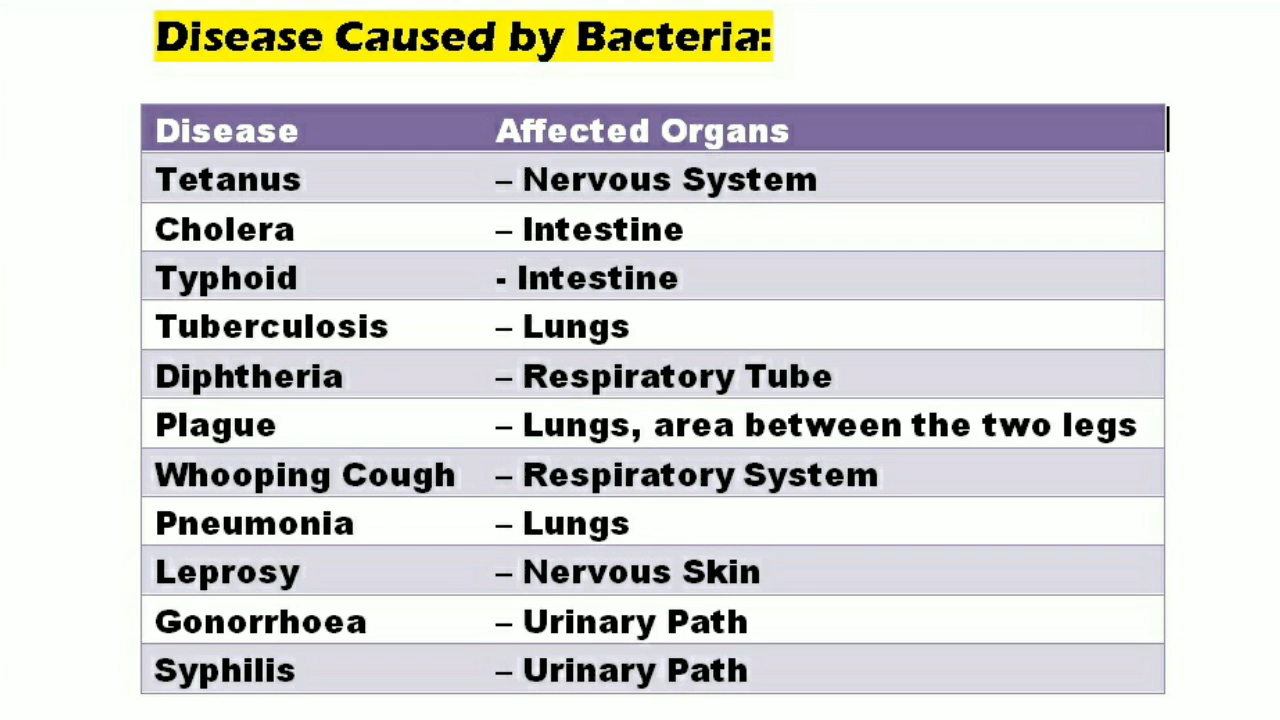 Disease Caused by Bacteria:
Disease Affected Organs
Tetanus – Nervous System
Cholera – Intestine
Typhoid - Intestine
Tuberculosis – Lungs
Diphtheria – Respiratory Tube
Plague – Lungs, area between the two legs
Whooping Cough – Respiratory System
Pneumonia – Lungs
Leprosy – Nervous Skin
Gonorrhoea – Urinary Path
Syphilis – Urinary Path